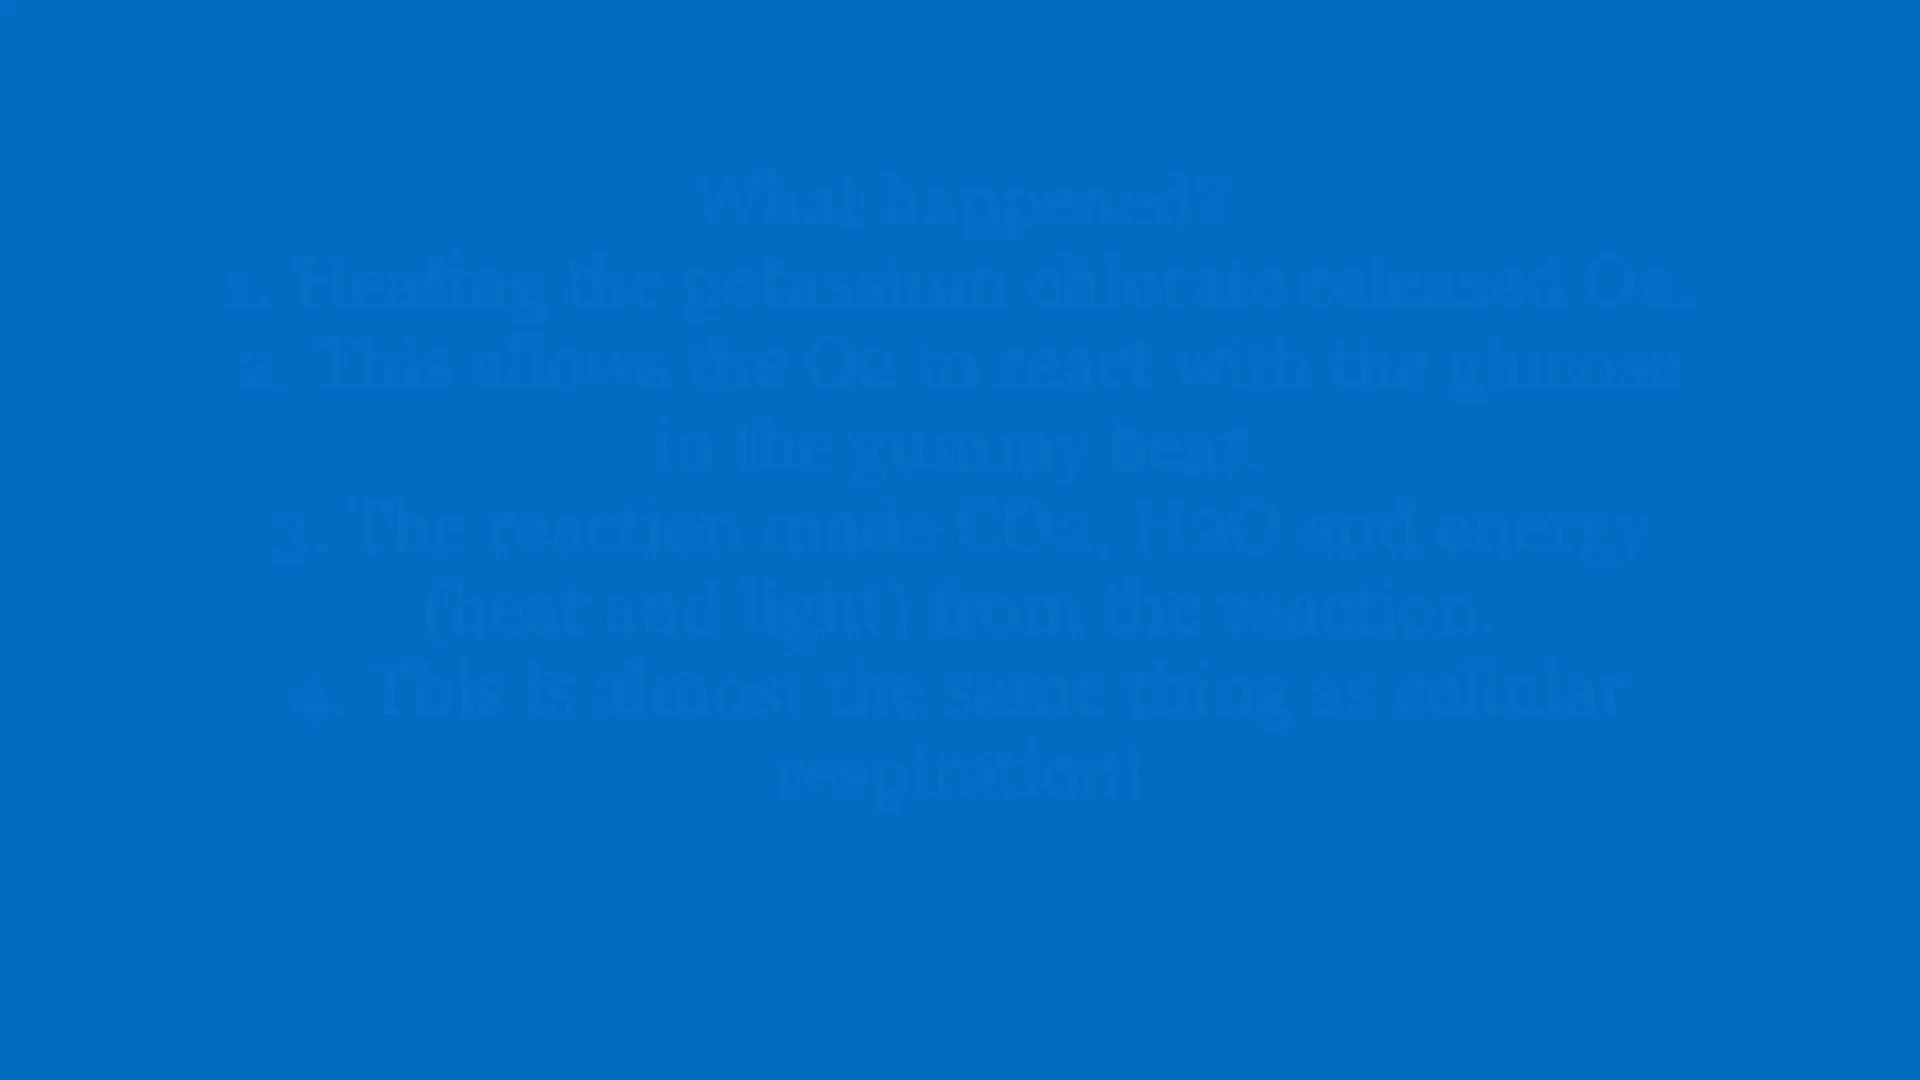 What happened?
1. Heating the potassium chlorate released O2.
2. This allows the O2 to react with the glucose
in the gummy bear.
3. The reaction made CO2, H2O and energy
(heat and light) from the reaction.
4. This is almost the same thing as cellular
respiration!